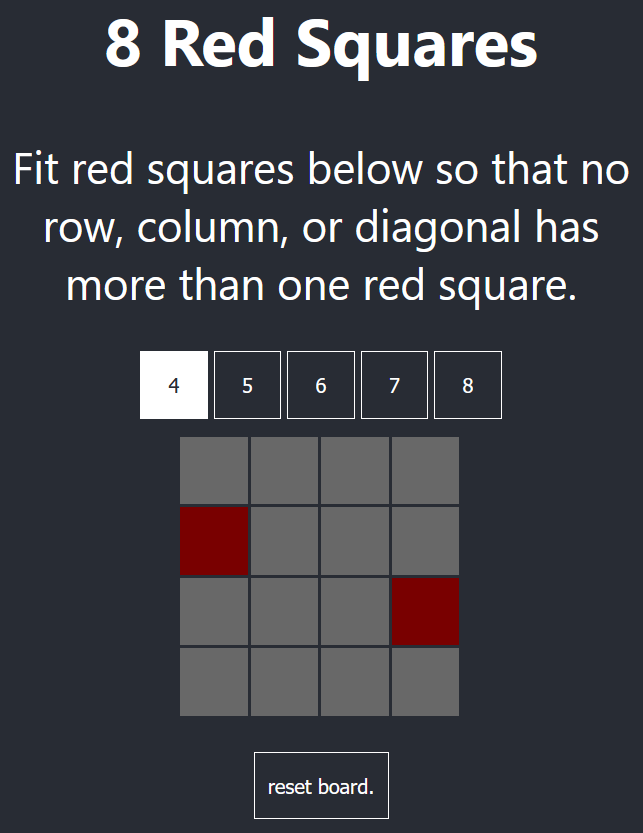 8 Red Squares
Fit red squares below so that no
row, column, or diagonal has
more than one red square.
4 5 6 7 8
reset board.